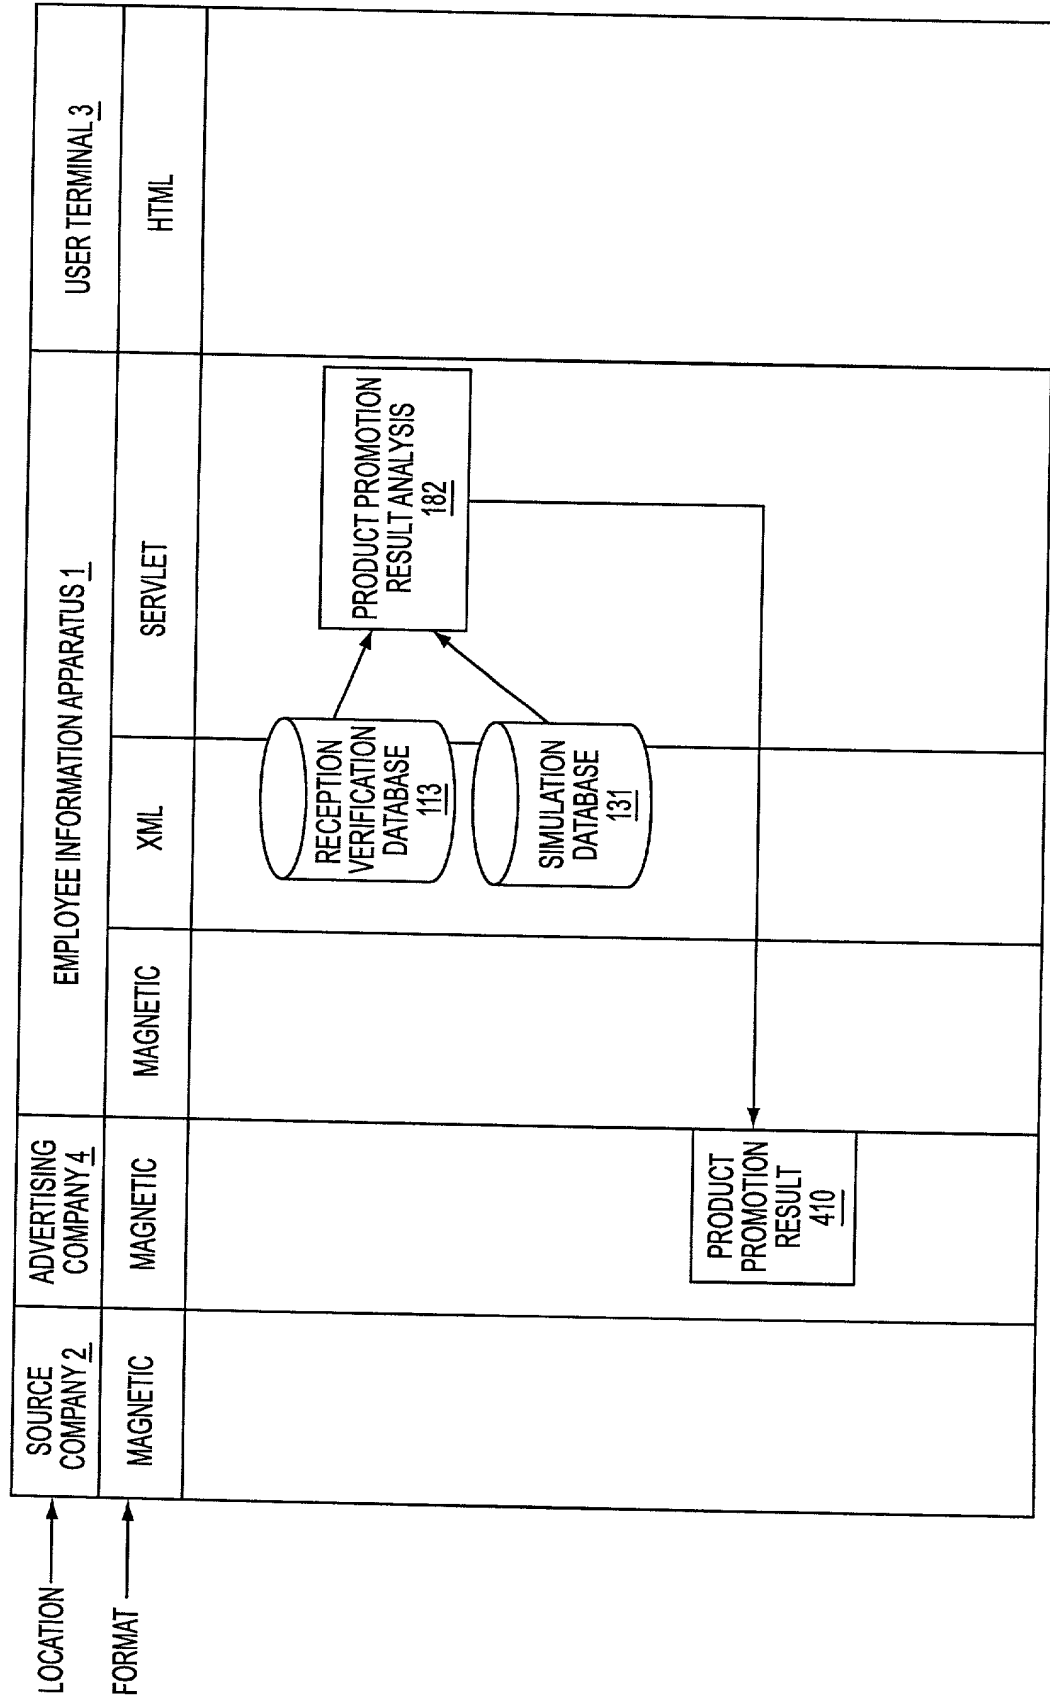 LOCATION
SOURCE
COMPANY 2
ADVERTISING
COMPANY 4
EMPLOYEE INFORMATION APPARATUS 1
USER TERMINAL 3
FORMAT
MAGNETIC
MAGNETIC
MAGNETIC
XML
SERVLET
HTML
RECEPTION
VERIFICATION
DATABASE
113
PRODUCT PROMOTION
RESULT ANALYSIS
182
SIMULATION
DATABASE
131
PRODUCT
PROMOTION
RESULT
410